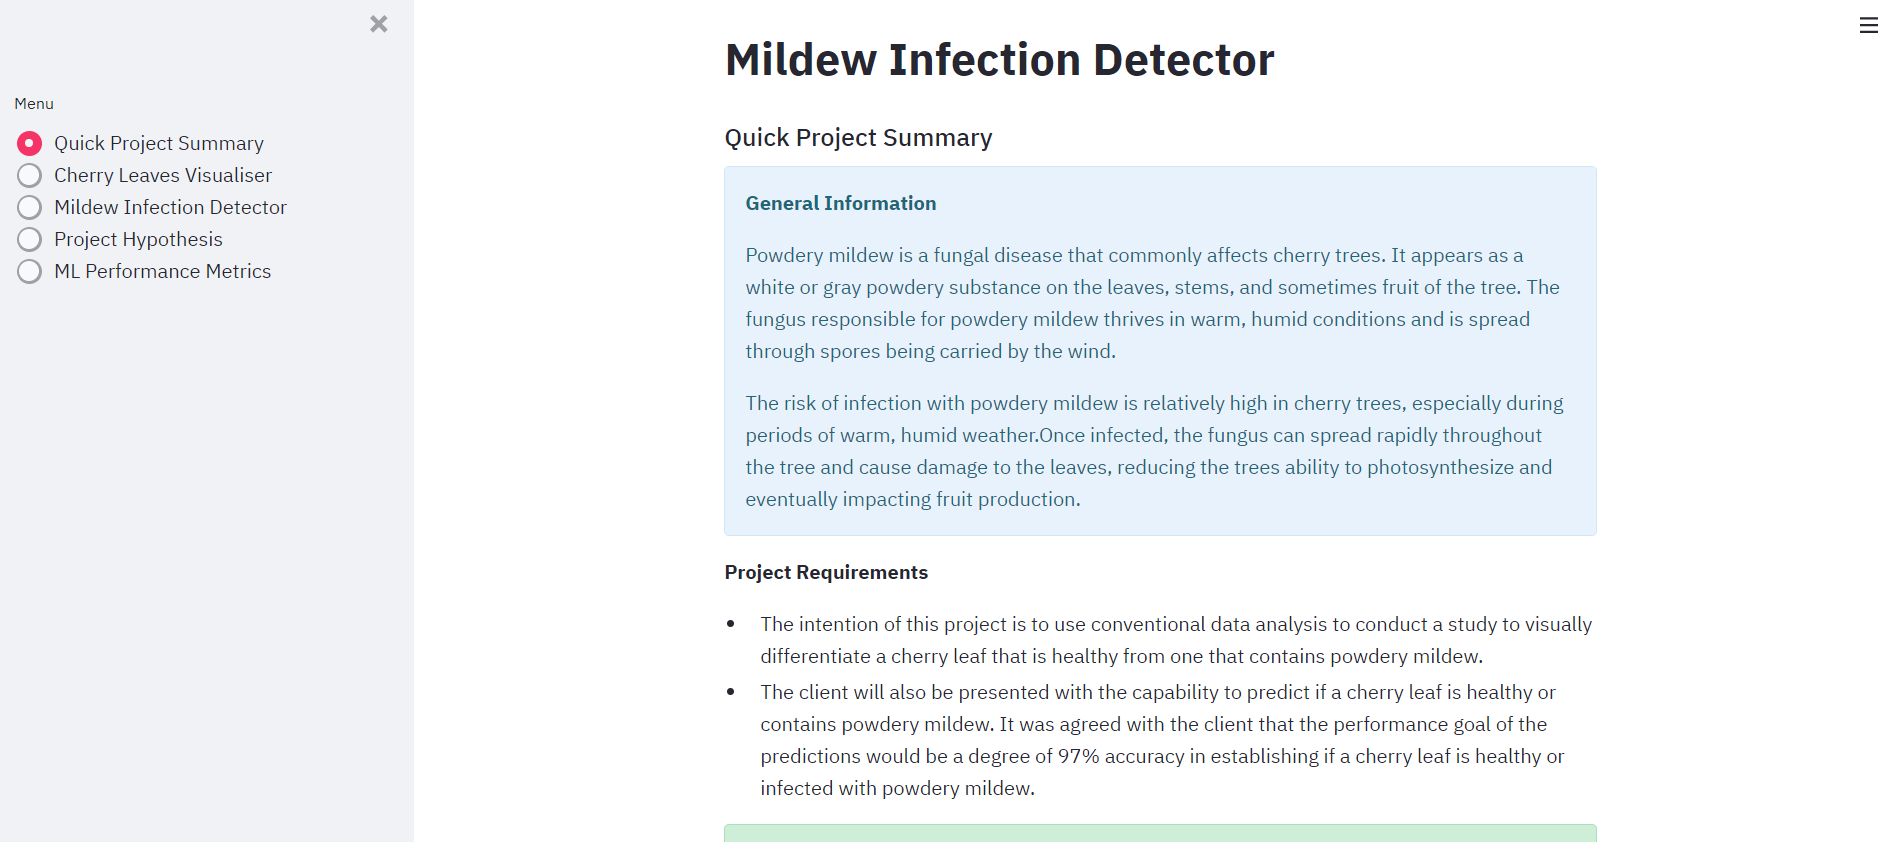 Menu
Quick Project Summary
Cherry Leaves Visualiser
Mildew Infection Detector
Project Hypothesis
ML Performance Metrics
Mildew Infection Detector
Quick Project Summary
General Information
Powdery mildew is a fungal disease that commonly affects cherry trees. It appears as a
white or gray powdery substance on the leaves, stems, and sometimes fruit of the tree. The
fungus responsible for powdery mildew thrives in warm, humid conditions and is spread
through spores being carried by the wind.
The risk of infection with powdery mildew is relatively high in cherry trees, especially during
periods of warm, humid weather.Once infected, the fungus can spread rapidly throughout
the tree and cause damage to the leaves, reducing the trees ability to photosynthesize and
eventually impacting fruit production.
Project Requirements
• The intention of this project is to use conventional data analysis to conduct a study to visually
differentiate a cherry leaf that is healthy from one that contains powdery mildew.
• The client will also be presented with the capability to predict if a cherry leaf is healthy or
contains powdery mildew. It was agreed with the client that the performance goal of the
predictions would be a degree of 97% accuracy in establishing if a cherry leaf is healthy or
infected with powdery mildew.